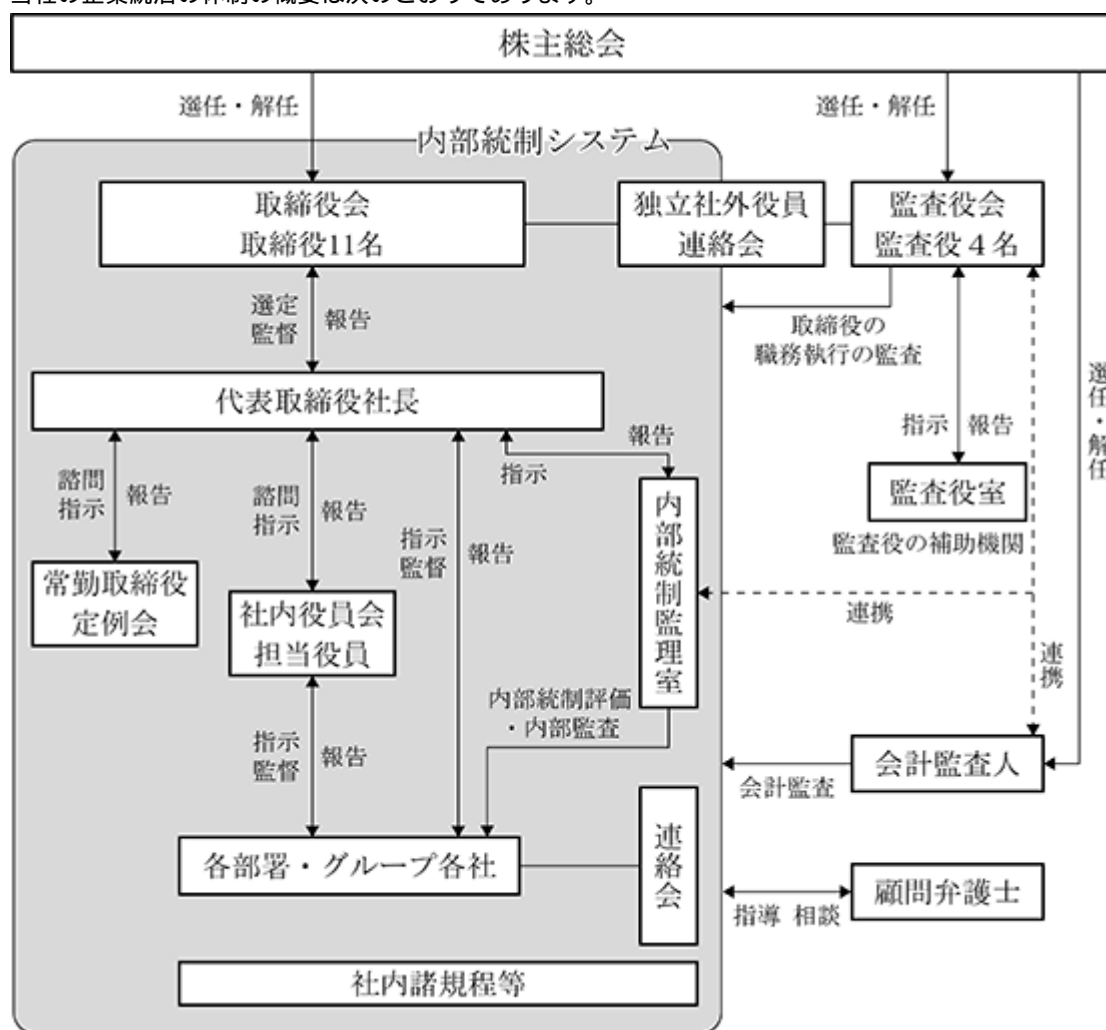 当社の企業統治の体制の概要は次のとおりであります。
株主総会
選任・解任
選任・解任
内部統制システム
取締役会
取締役11名
独立社外役員
連絡会
監査役会
監査役４名
選定
監督
報告
取締役の
職務執行の監査
選任・解任
代表取締役社長
指示
報告
報告
指示
諮問
指示
報告
諮問
指示
報告
指示
監督
報告
監査役室
監査役の補助機関
内部統制監理室
常勤取締役
定例会
社内役員会
担当役員
連携
連携
内部統制評価
・内部監査
指示
監督
報告
会計監査人
会計監査
各部署・グループ各社
連絡会
顧問弁護士
指導 相談
社内諸規程等